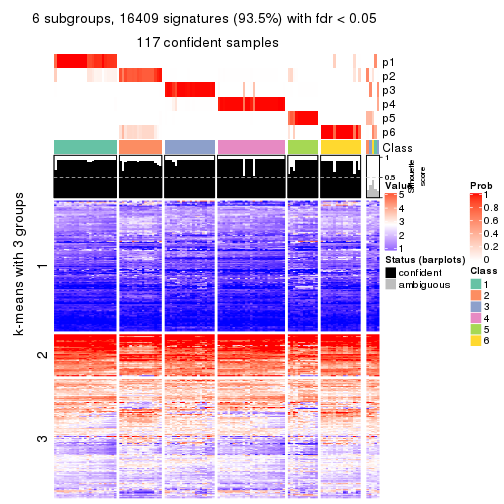 6 subgroups, 16409 signatures (93.5%) with fdr < 0.05
117 confident samples
p1
p2
p3
p4
p5
p6
Class
1
0.5
Silhouette
score
k-means with 3 groups
1
2
3
Value
5
4
3
2
1
Status (barplots)
confident
ambiguous
Prob
1
0.8
0.6
0.4
0.2
0
Class
1
2
3
4
5
6